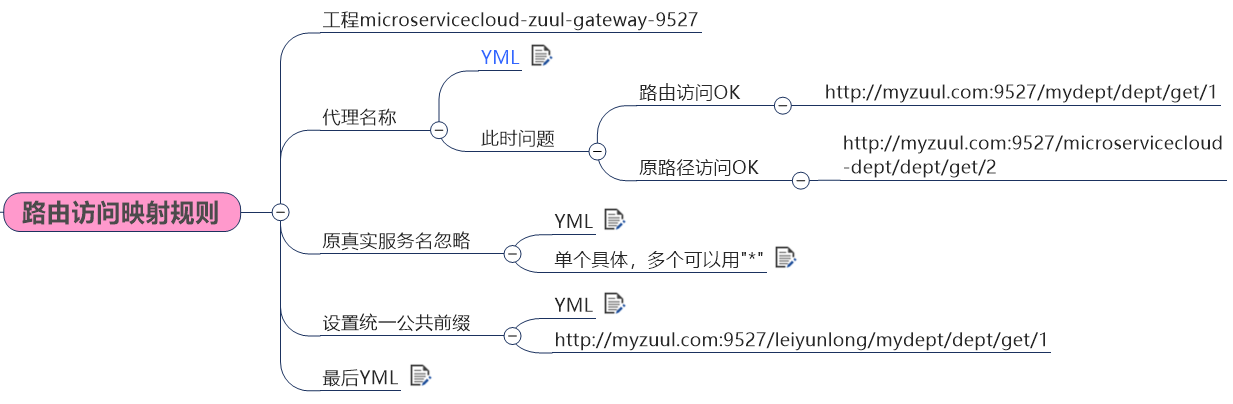 工程microservicecloud-zuul-gateway-9527
YML
路由访问OK
http://myzuul.com:9527/mydept/dept/get/1
代理名称
此时问题
http://myzuul.com:9527/microservicecloud
-dept/dept/get/2
原路径访问OK
路由访问映射规则
YML
原真实服务名忽略
单个具体，多个可以用"*"
YML
设置统一公共前缀
http://myzuul.com:9527/leiyunlong/mydept/dept/get/1
最后YML